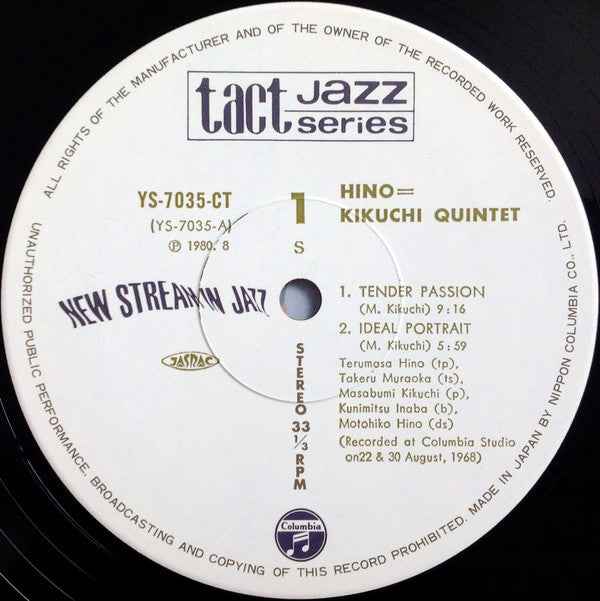 ALL RIGHTS OF THE MANUFACTURER AND OF THE OWNER OF THE RECORDED WORK RESERVED.
UNAUTHORIZED PUBLIC PERFORMANCE, BROADCASTING AND COPYING OF THIS RECORD PROHIBITED. MADE IN JAPAN BY NIPPON COLUMBIA CO., LTD.
tact JAZZ
series
YS-7035-CT
(YS-7035-A)
℗ 1980. 8
1
S
HINO=
KIKUCHI QUINTET
NEW STREAM IN JAZZ
JASRAC
STEREO 33 1/3 RPM
1. TENDER PASSION
(M. Kikuchi) 9:16
2. IDEAL PORTRAIT
(M. Kikuchi) 5:59
Terumasa Hino (tp),
Takeru Muraoka (ts),
Masabumi Kikuchi (p),
Kunimitsu Inaba (b),
Motohiko Hino (ds)
(Recorded at Columbia Studio
on22 & 30 August, 1968)
Columbia